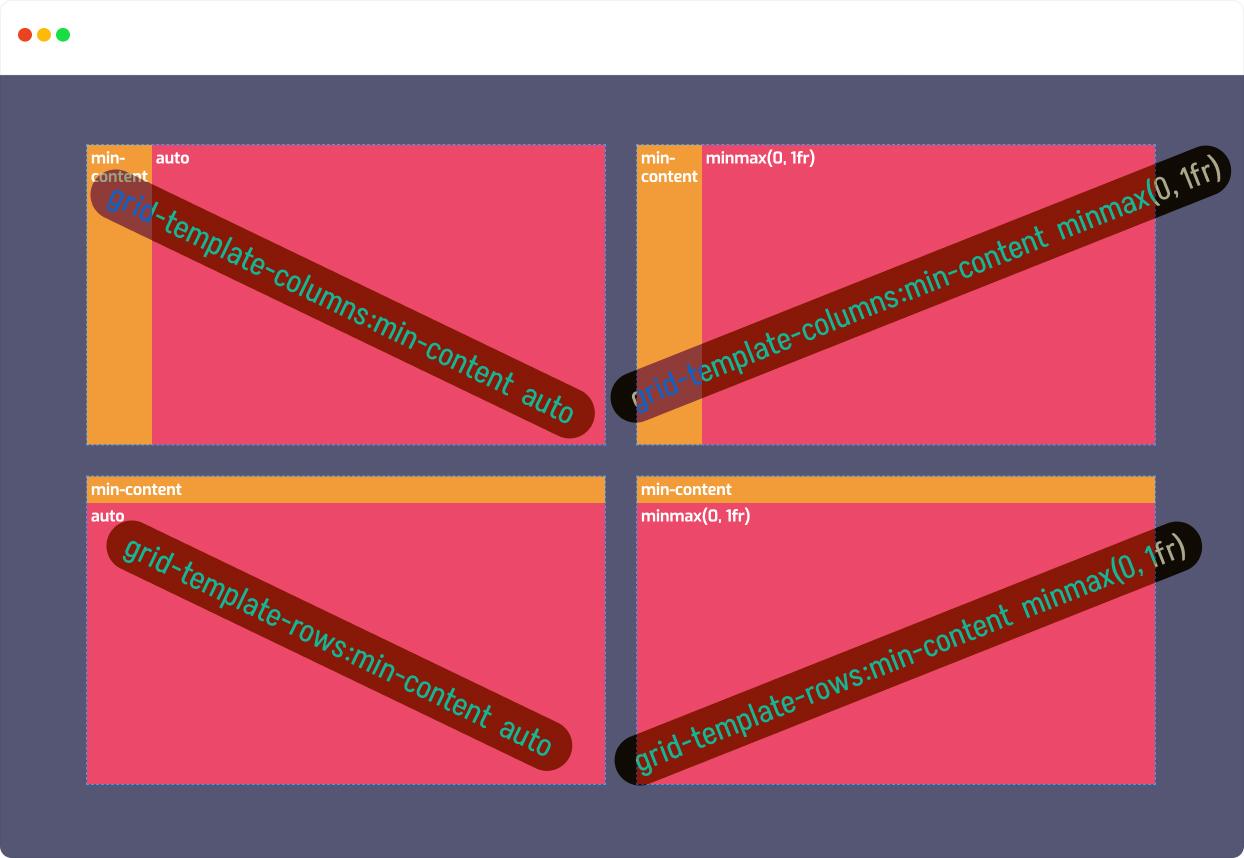 min-
content
auto
grid-template-columns:min-content auto
min-
content
minmax(0, 1fr)
grid-template-columns:min-content minmax(0, 1fr)
min-content
auto
grid-template-rows:min-content auto
min-content
minmax(0, 1fr)
grid-template-rows:min-content minmax(0, 1fr)